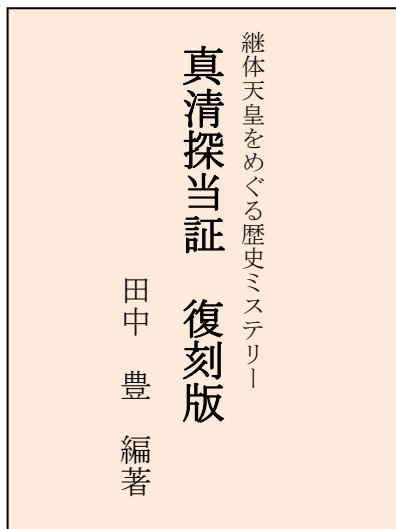 継体天皇をめぐる歴史ミステリー
真清探当証　復刻版
田中　豊　編著